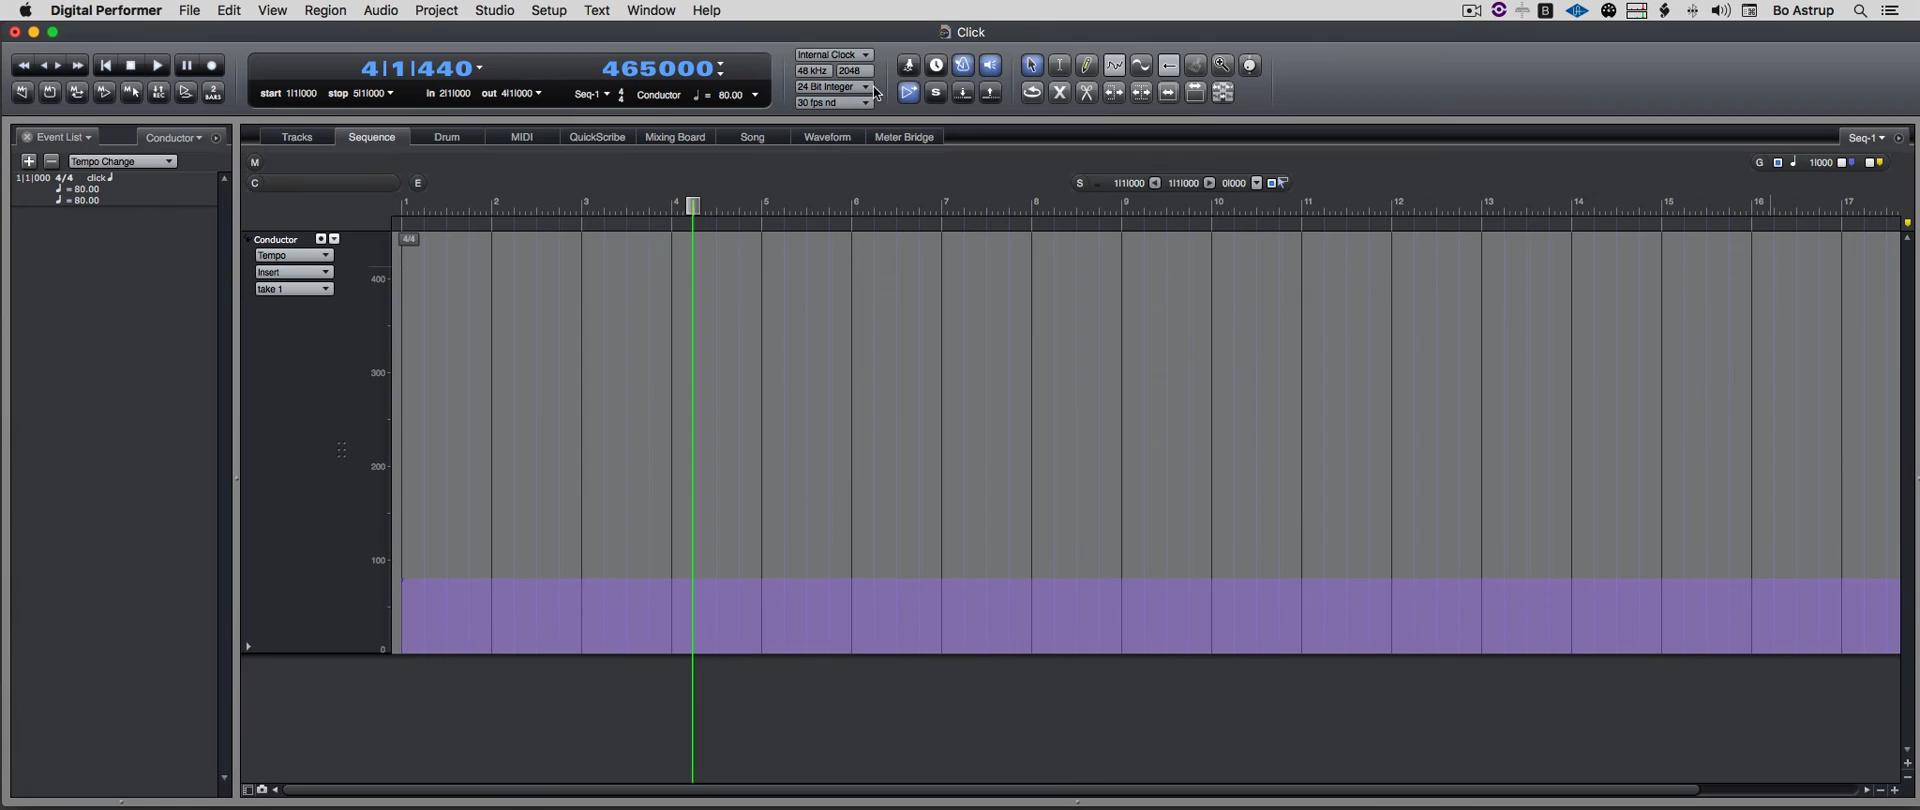 Digital Performer File Edit View Region Audio Project Studio Setup Text Window Help B Bo Astrup
Click
4|1|440 465000
start 1|1|000 stop 5|1|000 in 2|1|000 out 4|1|000 Seq-1 4/4 Conductor = 80.00
Internal Clock
48 kHz 2048
24 Bit Integer
30 fps nd
REC 2 BARS
S X
Event List Conductor
Tracks Sequence Drum MIDI QuickScribe Mixing Board Song Waveform Meter Bridge Seq-1
Tempo Change
M G 1|000
1|1|000 4/4 click
= 80.00
= 80.00
C E S 1|1|000 1|1|000 0|000
1 2 3 4 5 6 7 8 9 10 11 12 13 14 15 16 17
Conductor 4/4
Tempo
Insert
take 1
400
300
200
100
0